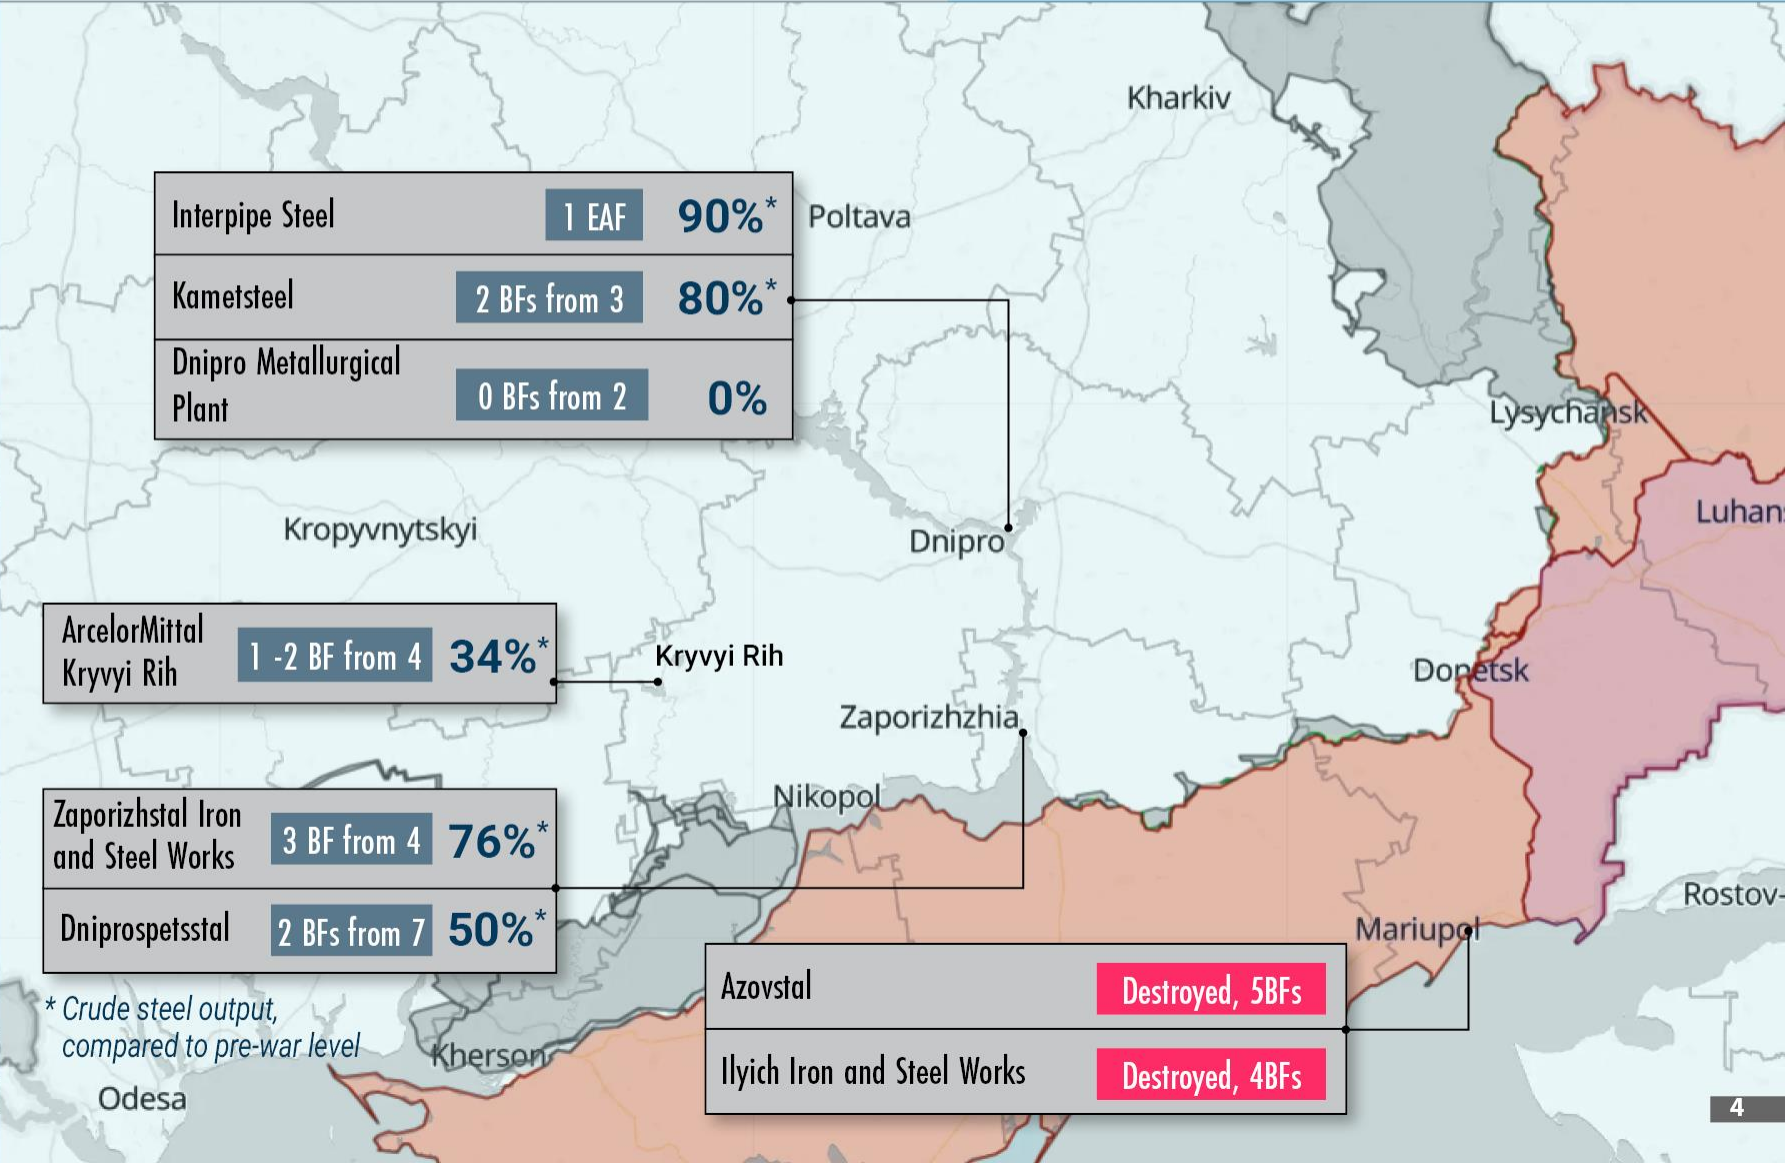 Kharkiv
Interpipe Steel 1 EAF 90%*
Poltava
Kametsteel 2 BFs from 3 80%*
Dnipro Metallurgical
Plant 0 BFs from 2 0%
Lysychansk
Luhans
Kropyvnytskyi
Dnipro
ArcelorMittal
Kryvyi Rih 1 -2 BF from 4 34%*
Kryvyi Rih
Donetsk
Zaporizhzhia
Nikopol
Zaporizhstal Iron
and Steel Works 3 BF from 4 76%*
Dniprospetsstal 2 BFs from 7 50%*
Rostov-
Mariupol
Azovstal Destroyed, 5BFs
Ilyich Iron and Steel Works Destroyed, 4BFs
* Crude steel output,
compared to pre-war level
Kherson
Odesa
4